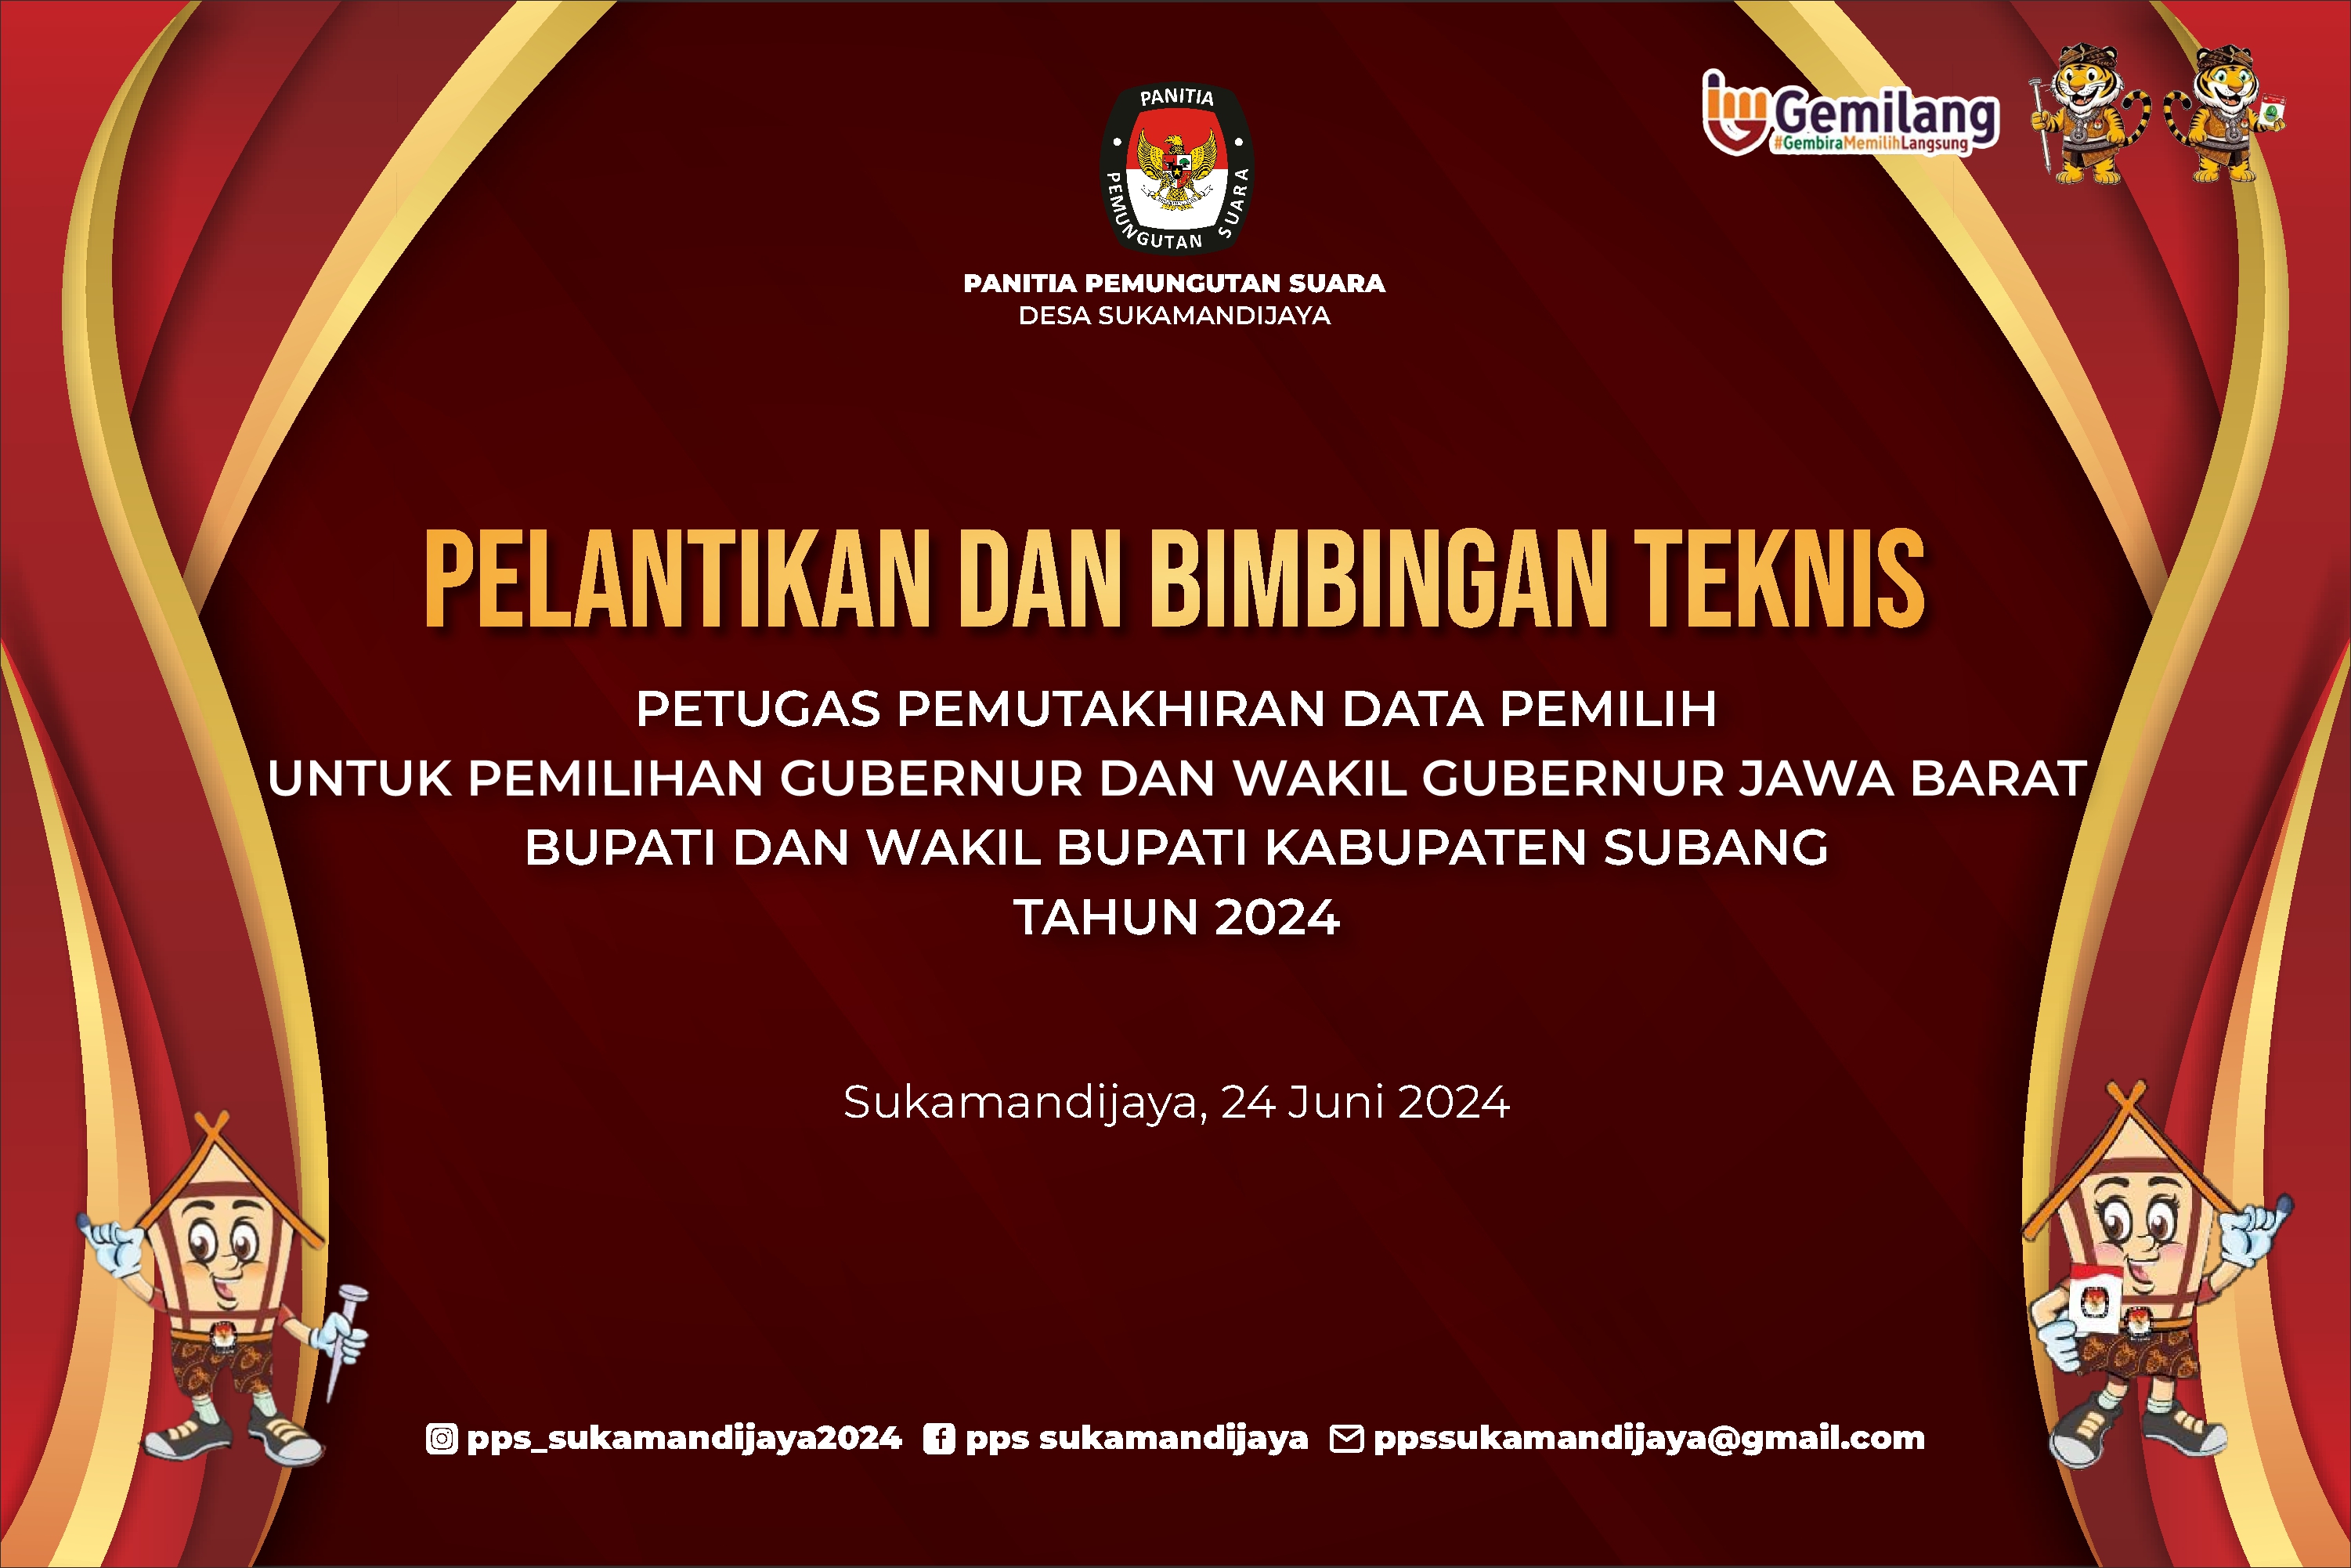 PANITIA
PEMUNGUTAN SUARA
Gemilang
#GembiraMemilihLangsung
PANITIA PEMUNGUTAN SUARA
DESA SUKAMANDIJAYA
PELANTIKAN DAN BIMBINGAN TEKNIS
PETUGAS PEMUTAKHIRAN DATA PEMILIH
UNTUK PEMILIHAN GUBERNUR DAN WAKIL GUBERNUR JAWA BARAT
BUPATI DAN WAKIL BUPATI KABUPATEN SUBANG
TAHUN 2024
Sukamandijaya, 24 Juni 2024
pps_sukamandijaya2024 pps sukamandijaya ppssukamandijaya@gmail.com